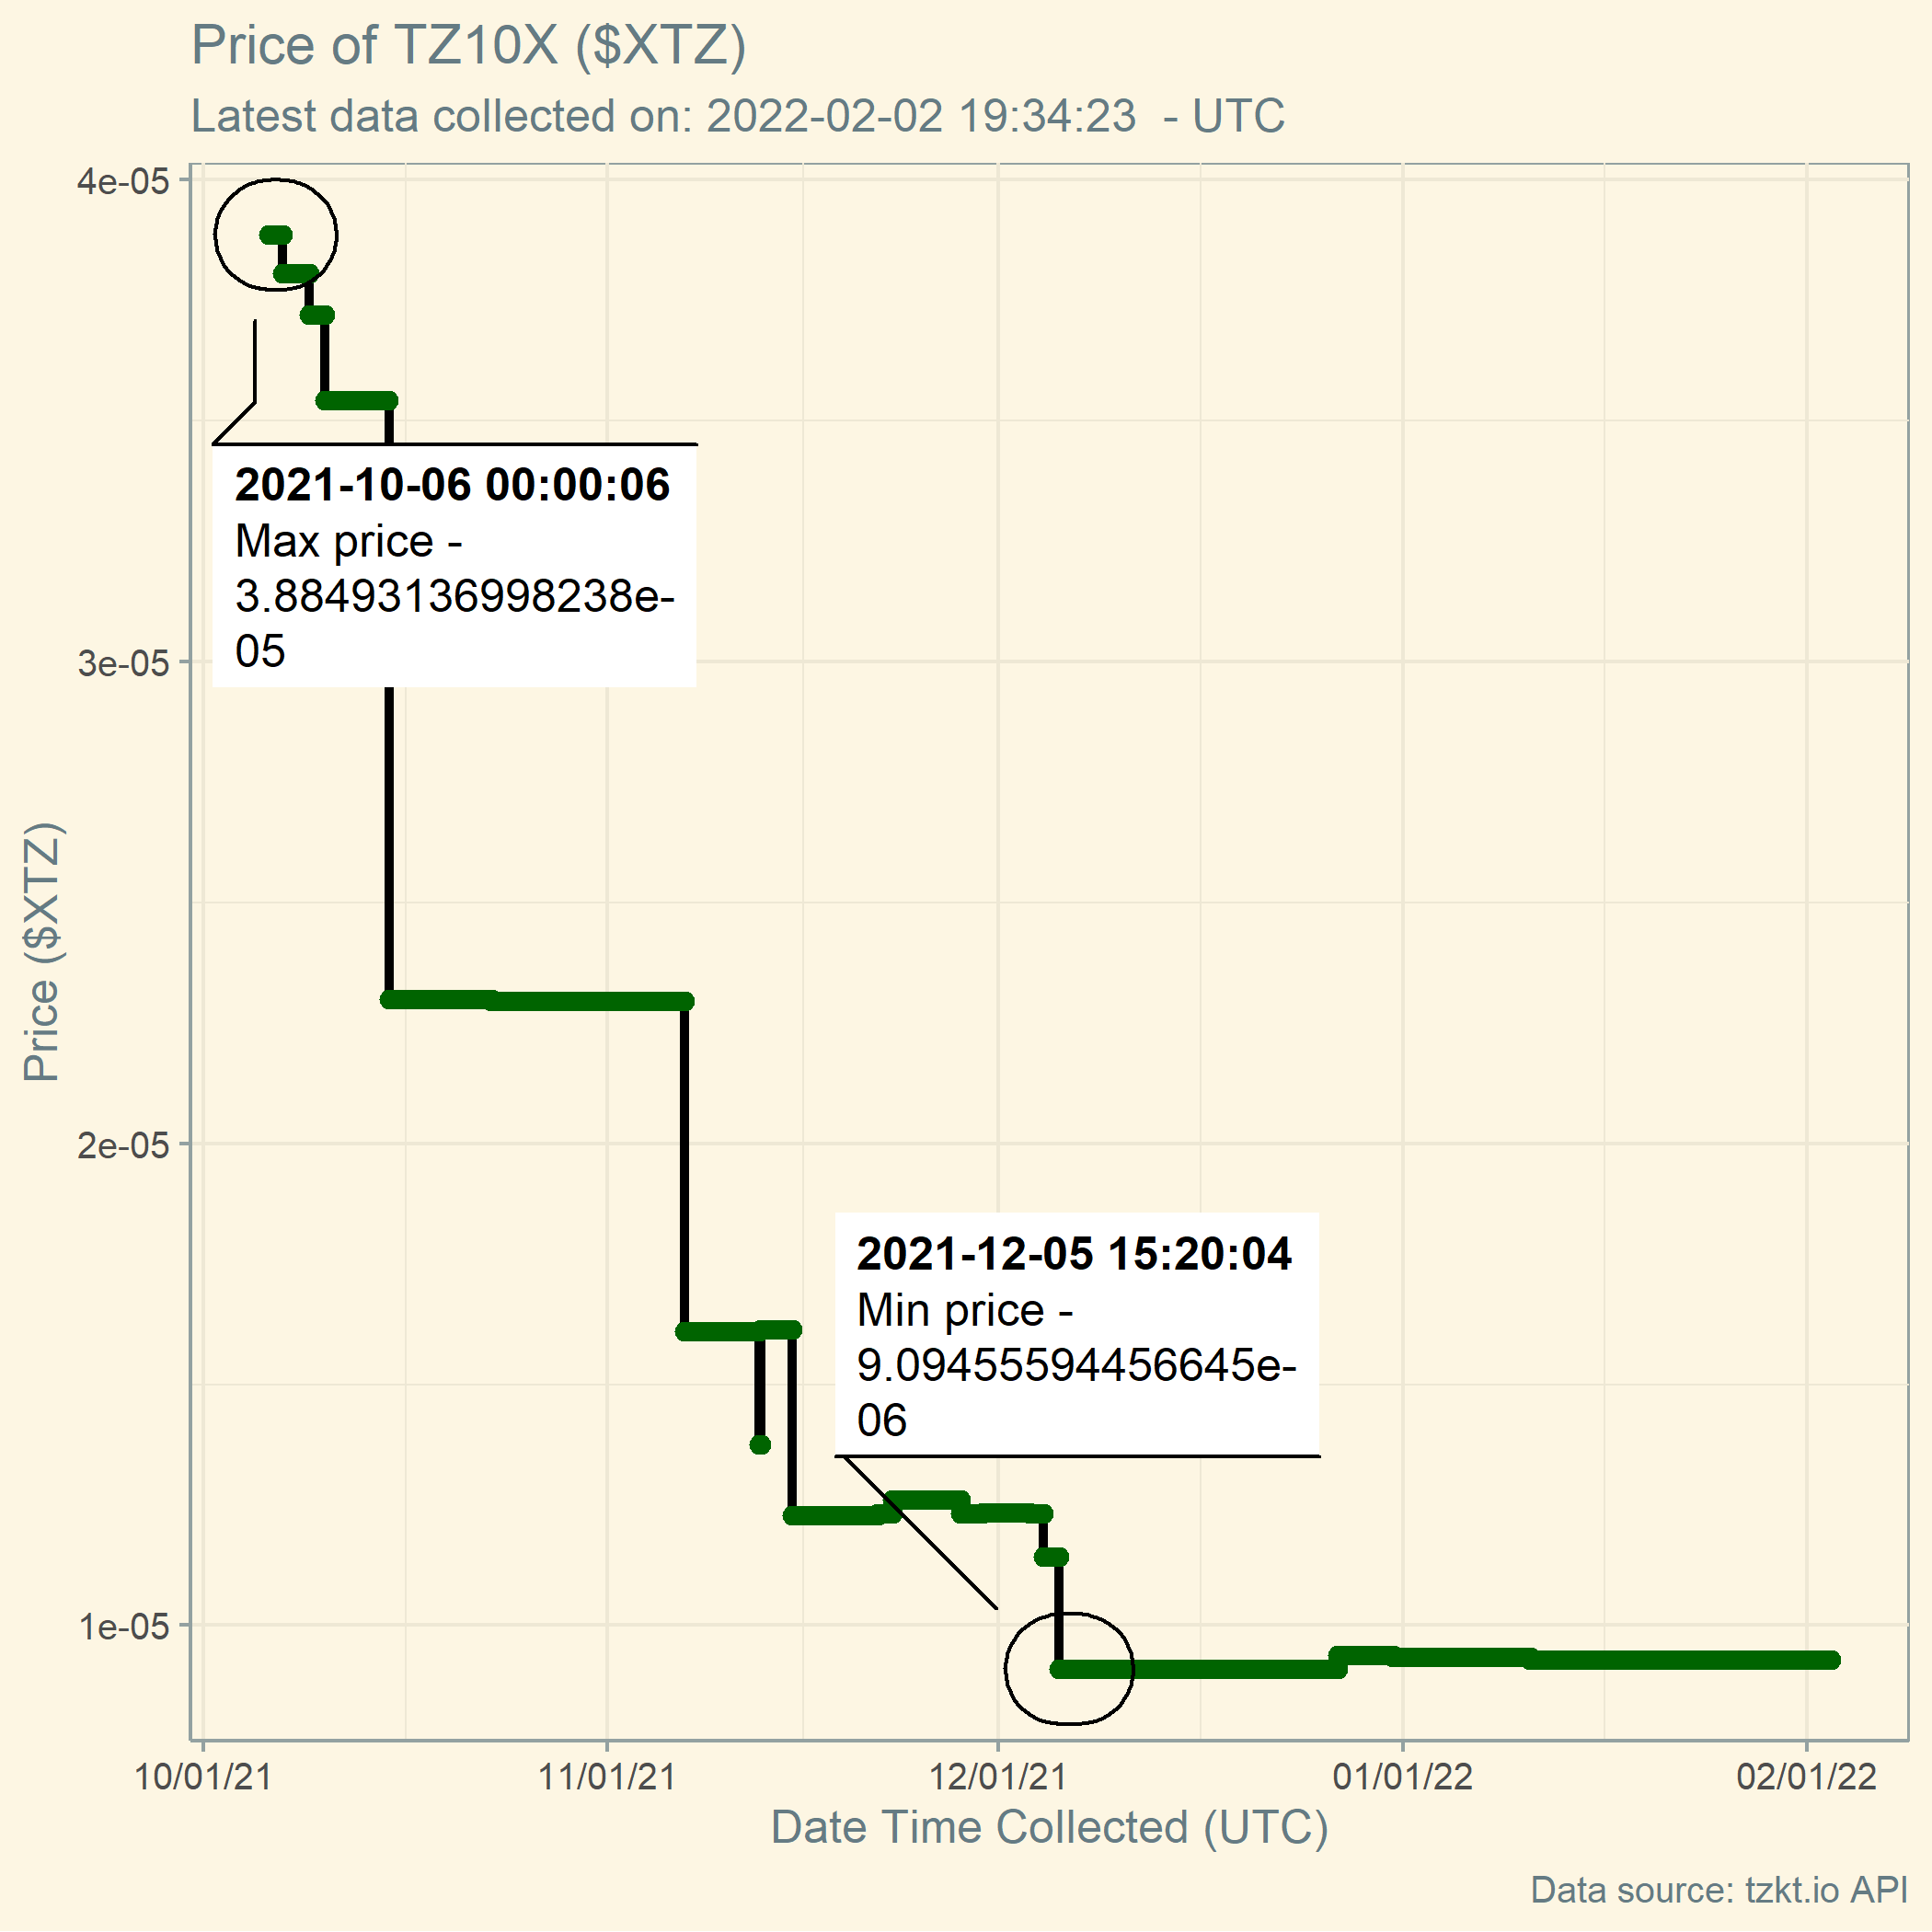 Price of TZ10X ($XTZ)
Latest data collected on: 2022-02-02 19:34:23  - UTC
4e-05
3e-05
2e-05
1e-05
Price ($XTZ)
2021-10-06 00:00:06
Max price -
3.88493136998238e-
05
2021-12-05 15:20:04
Min price -
9.09455594456645e-
06
10/01/21
11/01/21
12/01/21
01/01/22
02/01/22
Date Time Collected (UTC)
Data source: tzkt.io API